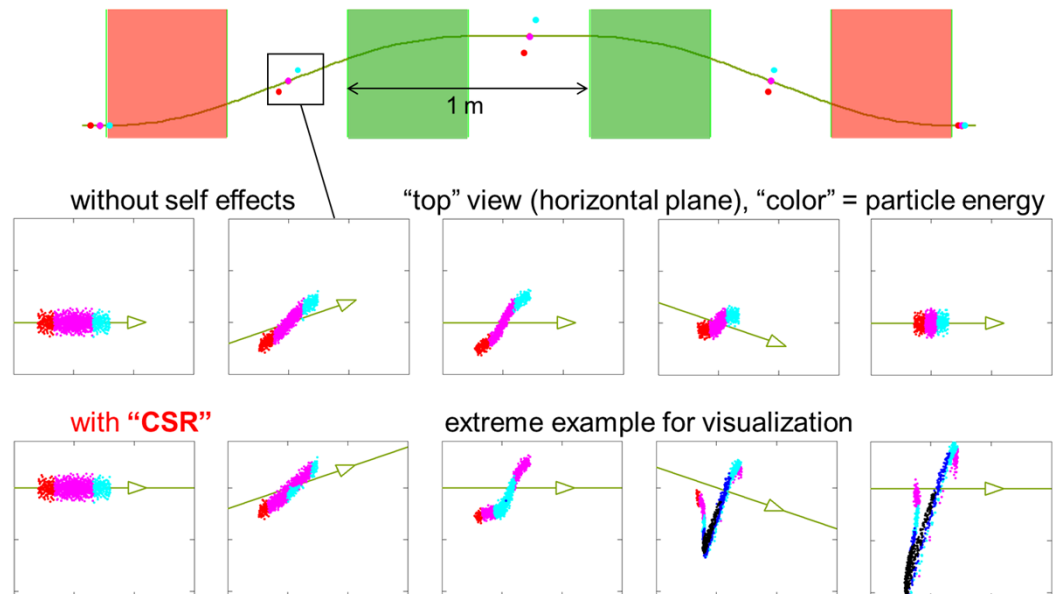 1 m
without self effects
“top” view (horizontal plane), “color” = particle energy
with “CSR”
extreme example for visualization